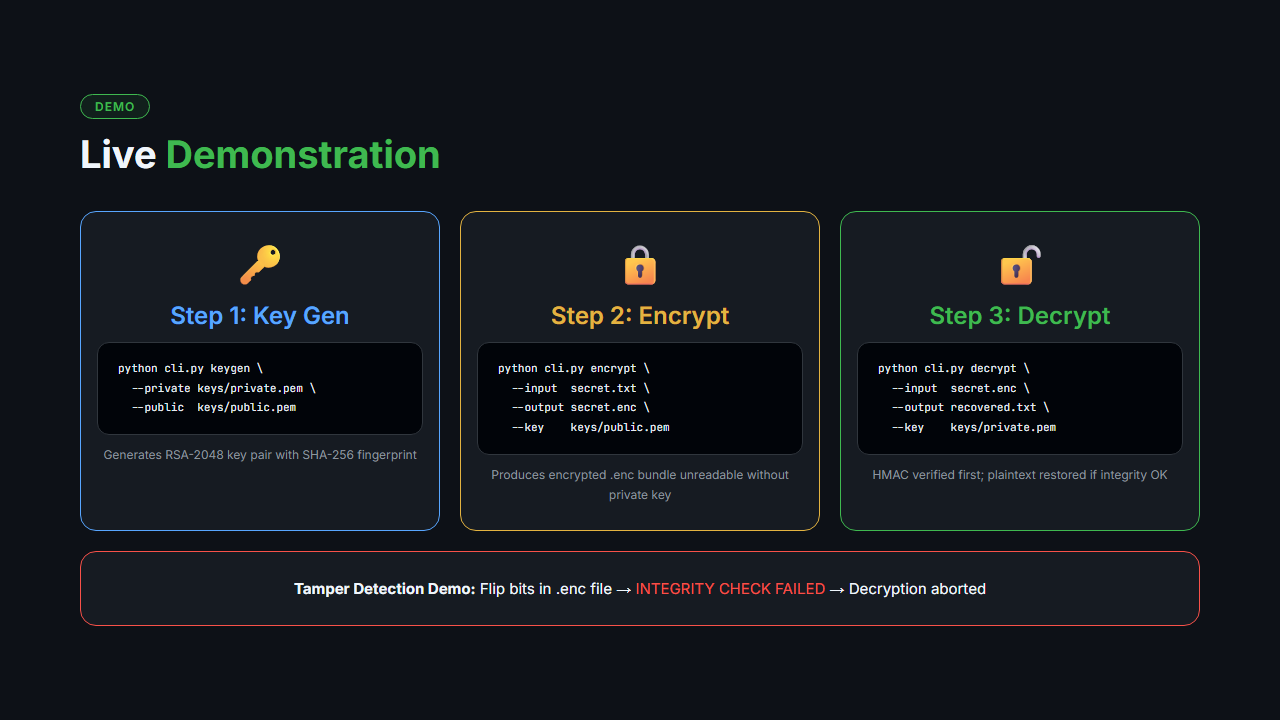 DEMO
Live Demonstration
Step 1: Key Gen
python cli.py keygen \
  --private keys/private.pem \
  --public  keys/public.pem
Generates RSA-2048 key pair with SHA-256 fingerprint
Step 2: Encrypt
python cli.py encrypt \
  --input  secret.txt \
  --output secret.enc \
  --key    keys/public.pem
Produces encrypted .enc bundle unreadable without
private key
Step 3: Decrypt
python cli.py decrypt \
  --input  secret.enc \
  --output recovered.txt \
  --key    keys/private.pem
HMAC verified first; plaintext restored if integrity OK
Tamper Detection Demo: Flip bits in .enc file → INTEGRITY CHECK FAILED → Decryption aborted